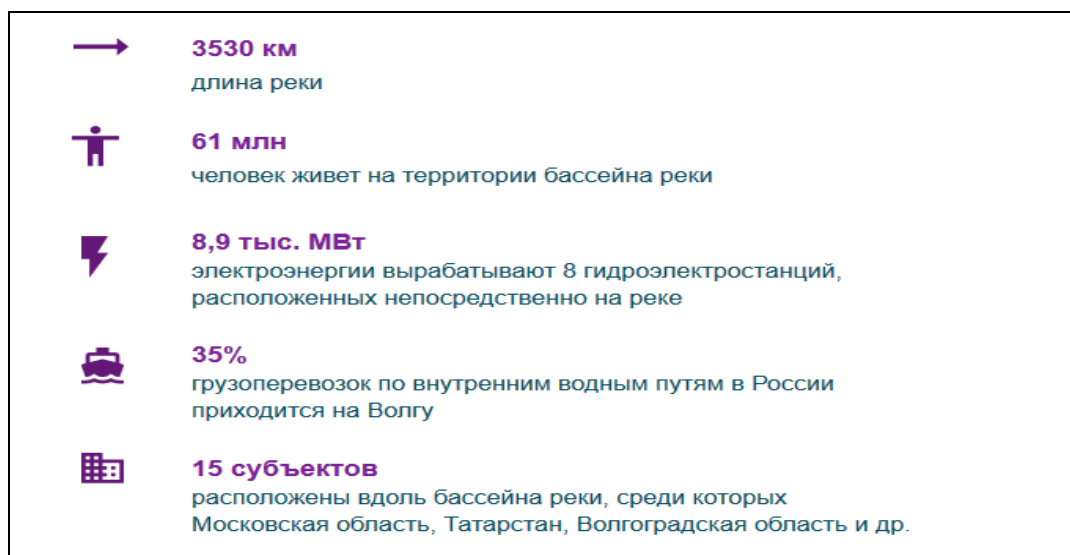 3530 км
длина реки
61 млн
человек живет на территории бассейна реки
8,9 тыс. МВт
электроэнергии вырабатывают 8 гидроэлектростанций,
расположенных непосредственно на реке
35%
грузоперевозок по внутренним водным путям в России
приходится на Волгу
15 субъектов
расположены вдоль бассейна реки, среди которых
Московская область, Татарстан, Волгоградская область и др.